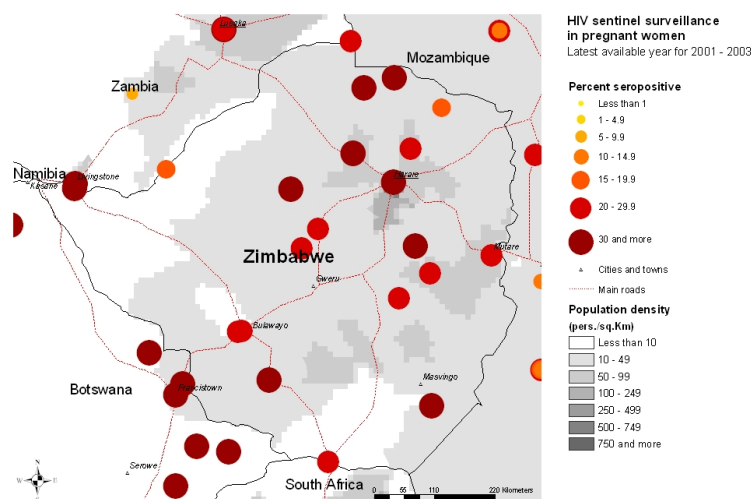 Lusaka
Mozambique
Zambia
Namibia
Livingstone
Kasane
Harare
Zimbabwe
Mutare
Gweru
Bulawayo
Masvingo
Botswana
Francistown
Serowe
South Africa
N
W
E
S
0 55 110 220 Kilometers
HIV sentinel surveillance
in pregnant women
Latest available year for 2001 - 2003
Percent seropositive
Less than 1
1 - 4.9
5 - 9.9
10 - 14.9
15 - 19.9
20 - 29.9
30 and more
Cities and towns
Main roads
Population density
(pers./sq.Km)
Less than 10
10 - 49
50 - 99
100 - 249
250 - 499
500 - 749
750 and more